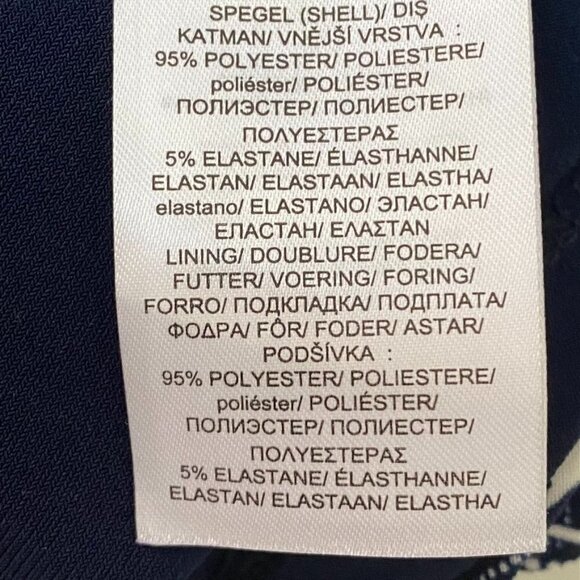 SPEGEL (SHELL)/ DIŞ
KATMAN/ VNĚJŠÍ VRSTVA :
95% POLYESTER/ POLIESTERE/
poliéster/ POLIÉSTER/
ПОЛИЭСТЕР/ ПОЛИЕСТЕР/
ΠΟΛΥΕΣΤΕΡΑΣ
5% ELASTANE/ ÉLASTHANNE/
ELASTAN/ ELASTAAN/ ELASTHA/
elastano/ ELASTANO/ ЭЛАСТАН/
ЕЛАСТАН/ ΕΛΑΣΤΑΝ
LINING/ DOUBLURE/ FODERA/
FUTTER/ VOERING/ FORING/
FORRO/ ПОДКЛАДКА/ ПОДПЛАТА/
ΦΟΔΡΑ/ FÔR/ FODER/ ASTAR/
PODŠÍVKA :
95% POLYESTER/ POLIESTERE/
poliéster/ POLIÉSTER/
ПОЛИЭСТЕР/ ПОЛИЕСТЕР/
ΠΟΛΥΕΣΤΕΡΑΣ
5% ELASTANE/ ÉLASTHANNE/
ELASTAN/ ELASTAAN/ ELASTHA/